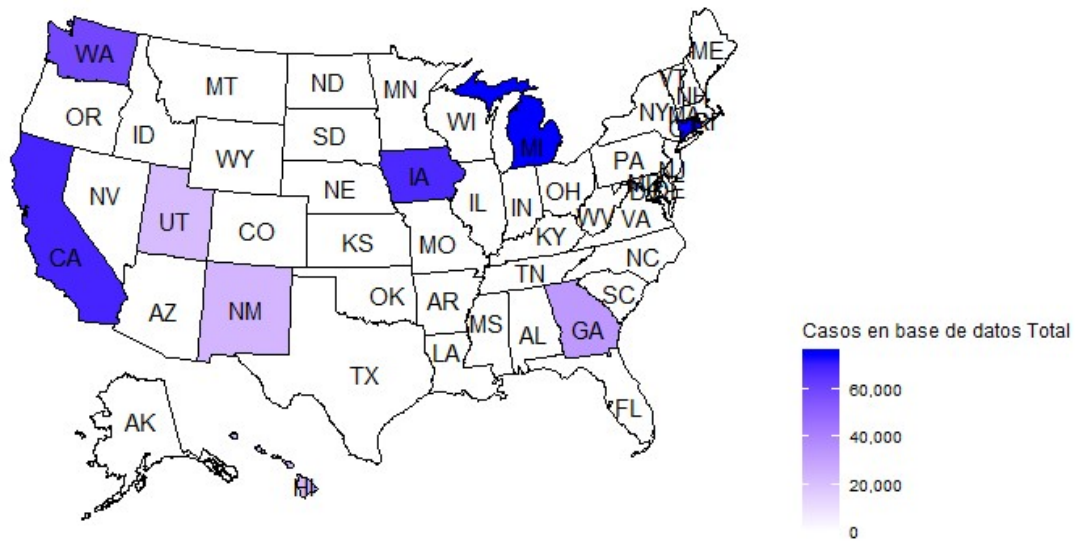 WA
ME
MT
ND
MN
VT
NH
OR
ID
SD
WI
NY
MA
RI
WY
MI
IA
PA
NJ
NE
NV
UT
CO
IL
IN
OH
WV
DE
VA
KS
MO
KY
CA
NC
TN
AZ
NM
OK
AR
SC
MS
AL
GA
LA
TX
AK
FL
HI
Casos en base de datos Total
60,000
40,000
20,000
0